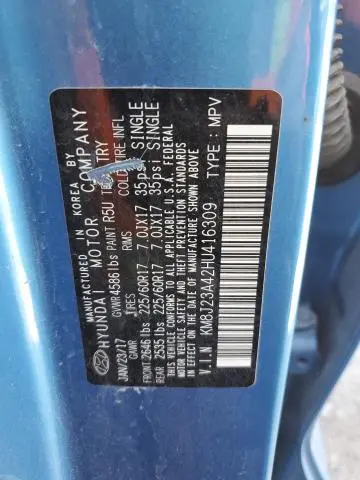 MANUFACTURED IN KOREA BY
HYUNDAI MOTOR COMPANY
JAN/23/17 GVWR 4586 lbs PAINT R5U TRIM TRY
GAWR TIRES RIMS COLD TIRE INFL
FRONT 2646 lbs 225/60R17 7.0JX17 35psi SINGLE
REAR 2535 lbs 225/60R17 7.0JX17 35psi SINGLE
THIS VEHICLE CONFORMS TO ALL APPLICABLE U.S. FEDERAL
MOTOR VEHICLE SAFETY, BUMPER, AND THEFT PREVENTION STANDARDS
IN EFFECT ON THE DATE OF MANUFACTURE SHOWN ABOVE
V.I.N. : KM8J23A42HU416309 TYPE : MPV